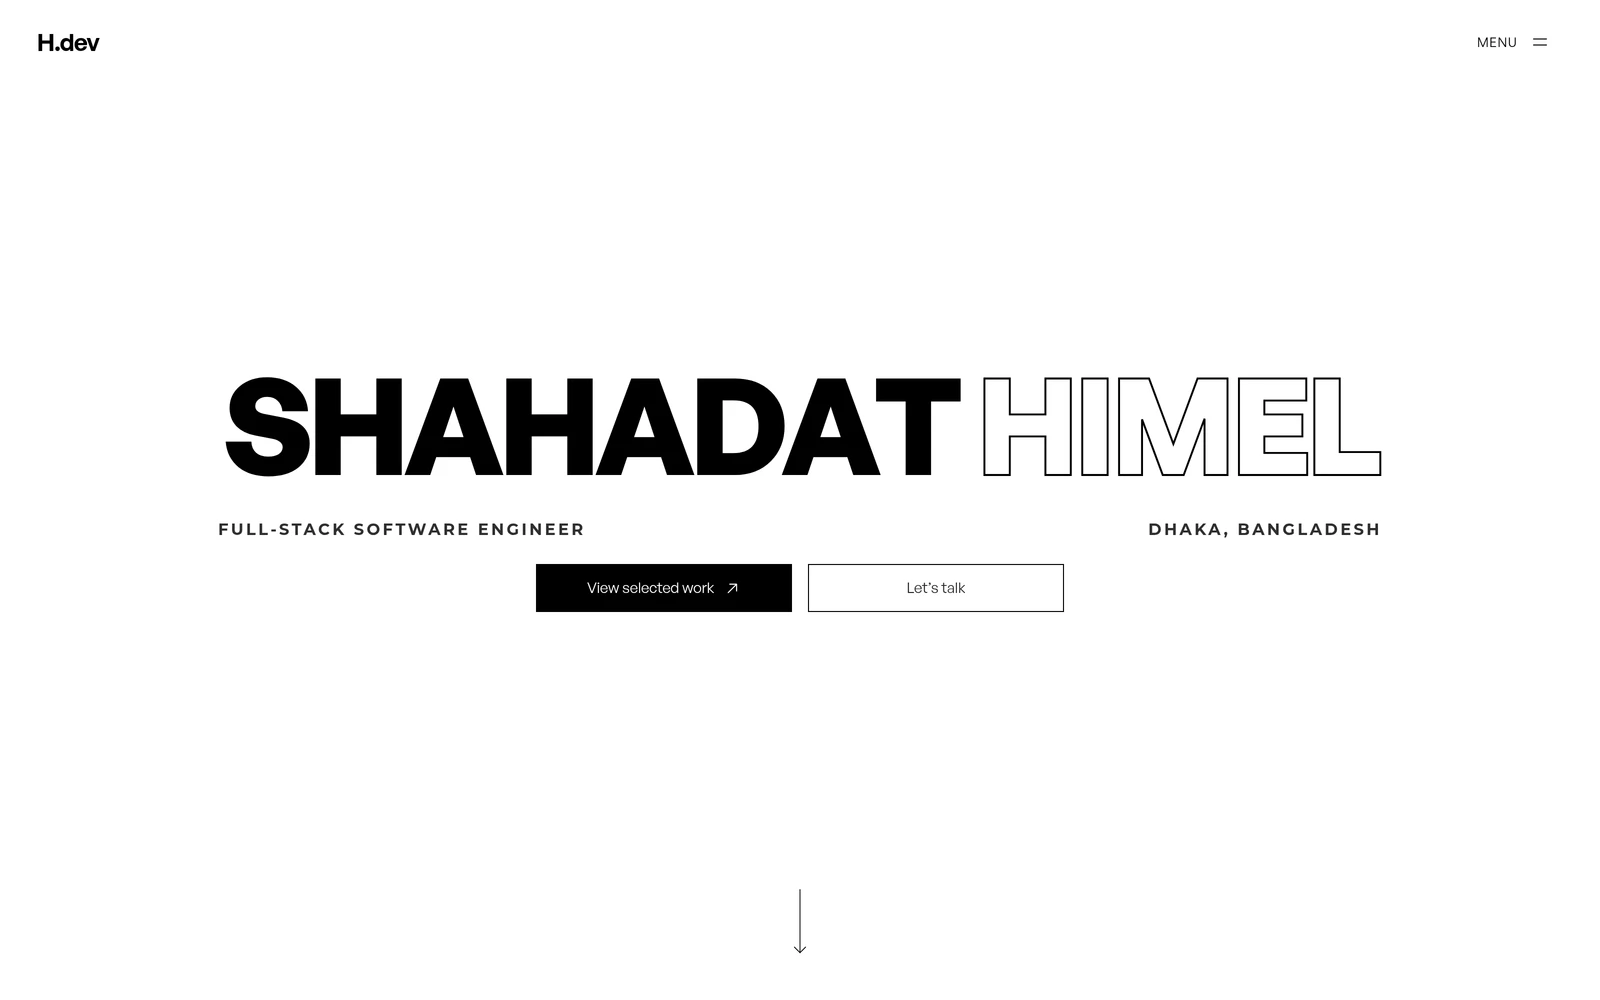 H.dev
MENU
SHAHADAT HIMEL
FULL-STACK SOFTWARE ENGINEER
DHAKA, BANGLADESH
View selected work
Let’s talk